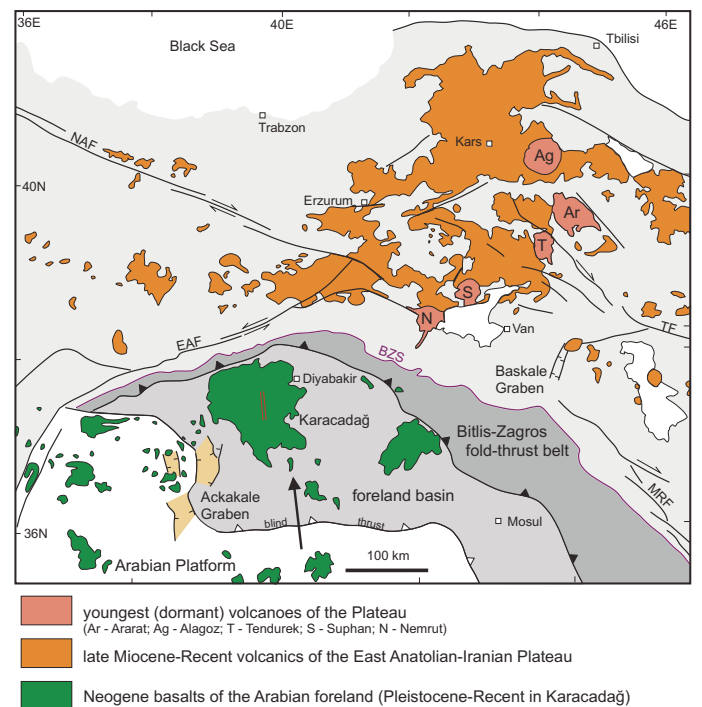 36E
40E
46E
Black Sea
Tbilisi
Trabzon
Kars
NAF
Ag
40N
Erzurum
Ar
T
S
N
Van
TF
EAF
BZS
Baskale
Graben
Diyabakir
Karacadağ
Bitlis-Zagros
fold-thrust belt
Ackakale
Graben
foreland basin
MRF
36N
blind thrust
Mosul
Arabian Platform
100 km
youngest (dormant) volcanoes of the Plateau
(Ar - Ararat; Ag - Alagoz; T - Tendurek; S - Suphan; N - Nemrut)
late Miocene-Recent volcanics of the East Anatolian-Iranian Plateau
Neogene basalts of the Arabian foreland (Pleistocene-Recent in Karacadağ)